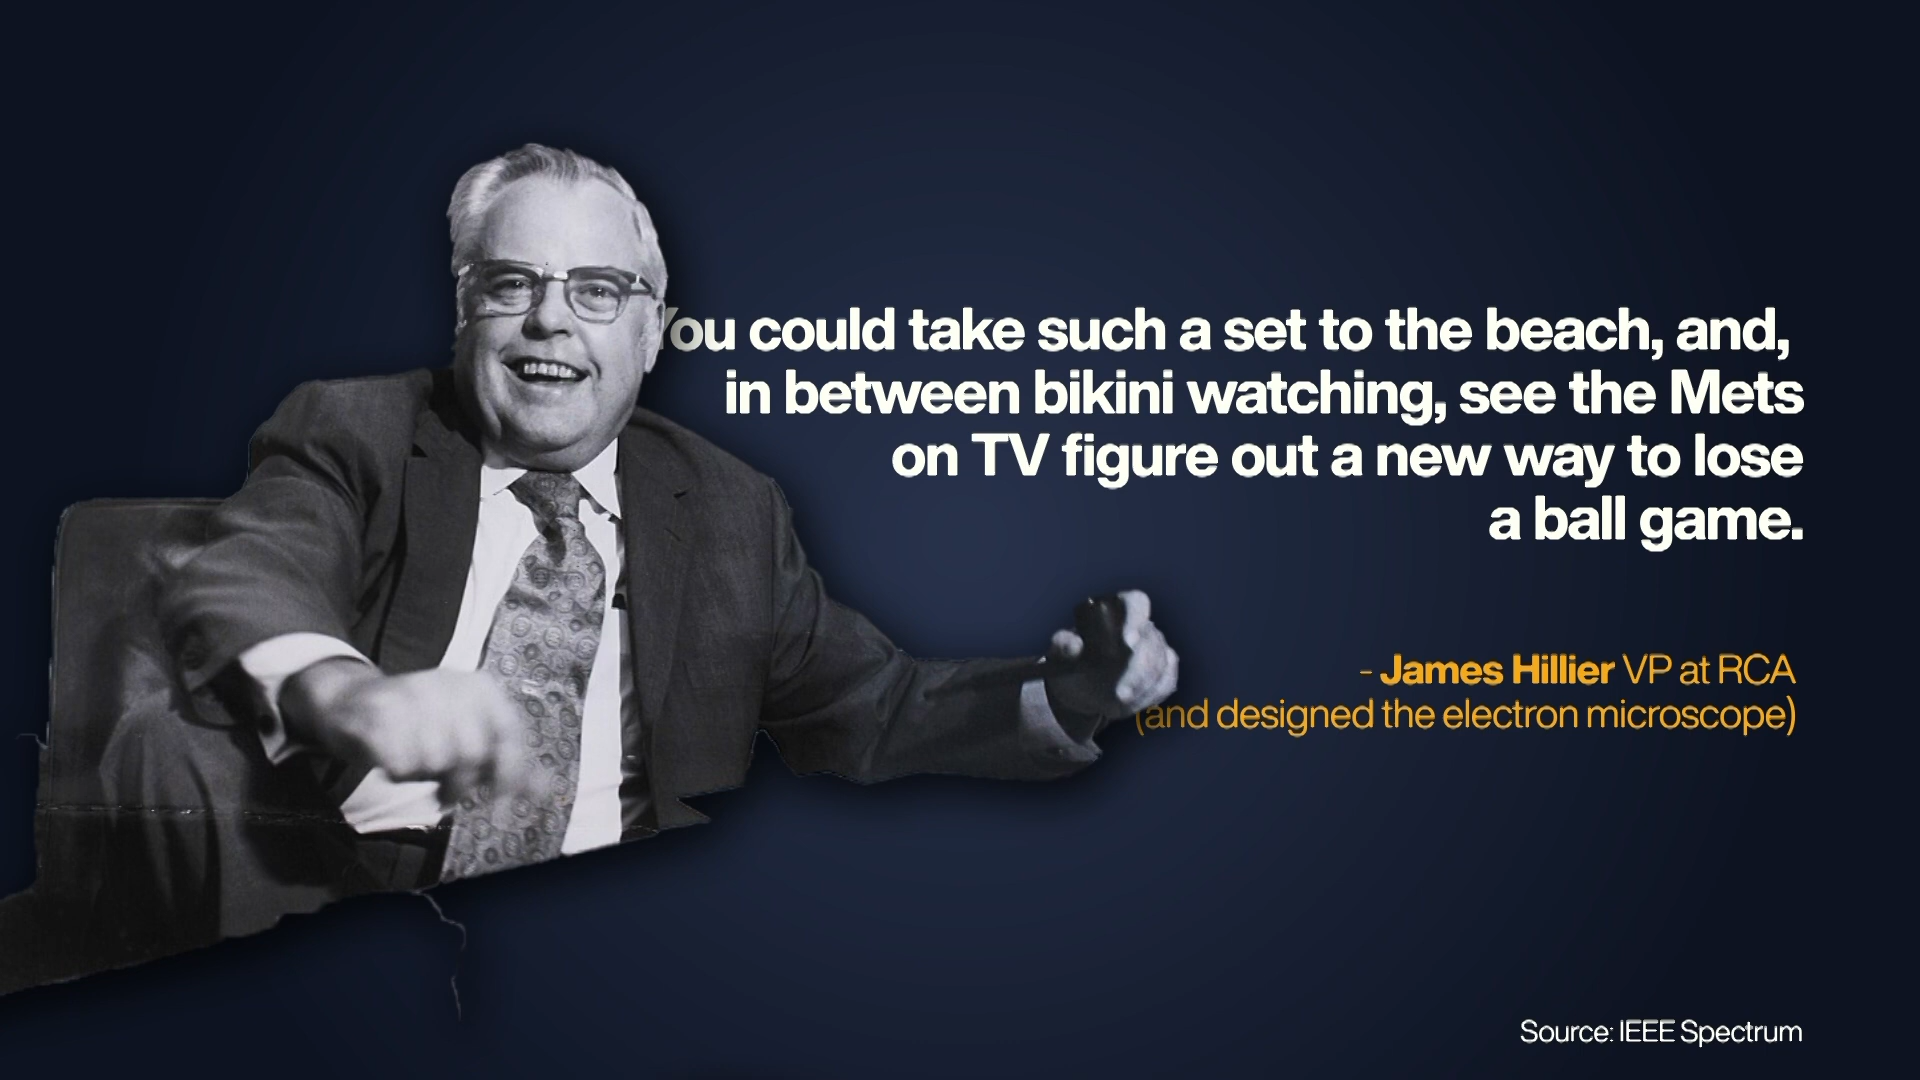 You could take such a set to the beach, and,
in between bikini watching, see the Mets
on TV figure out a new way to lose
a ball game.
- James Hillier VP at RCA
(and designed the electron microscope)
Source: IEEE Spectrum